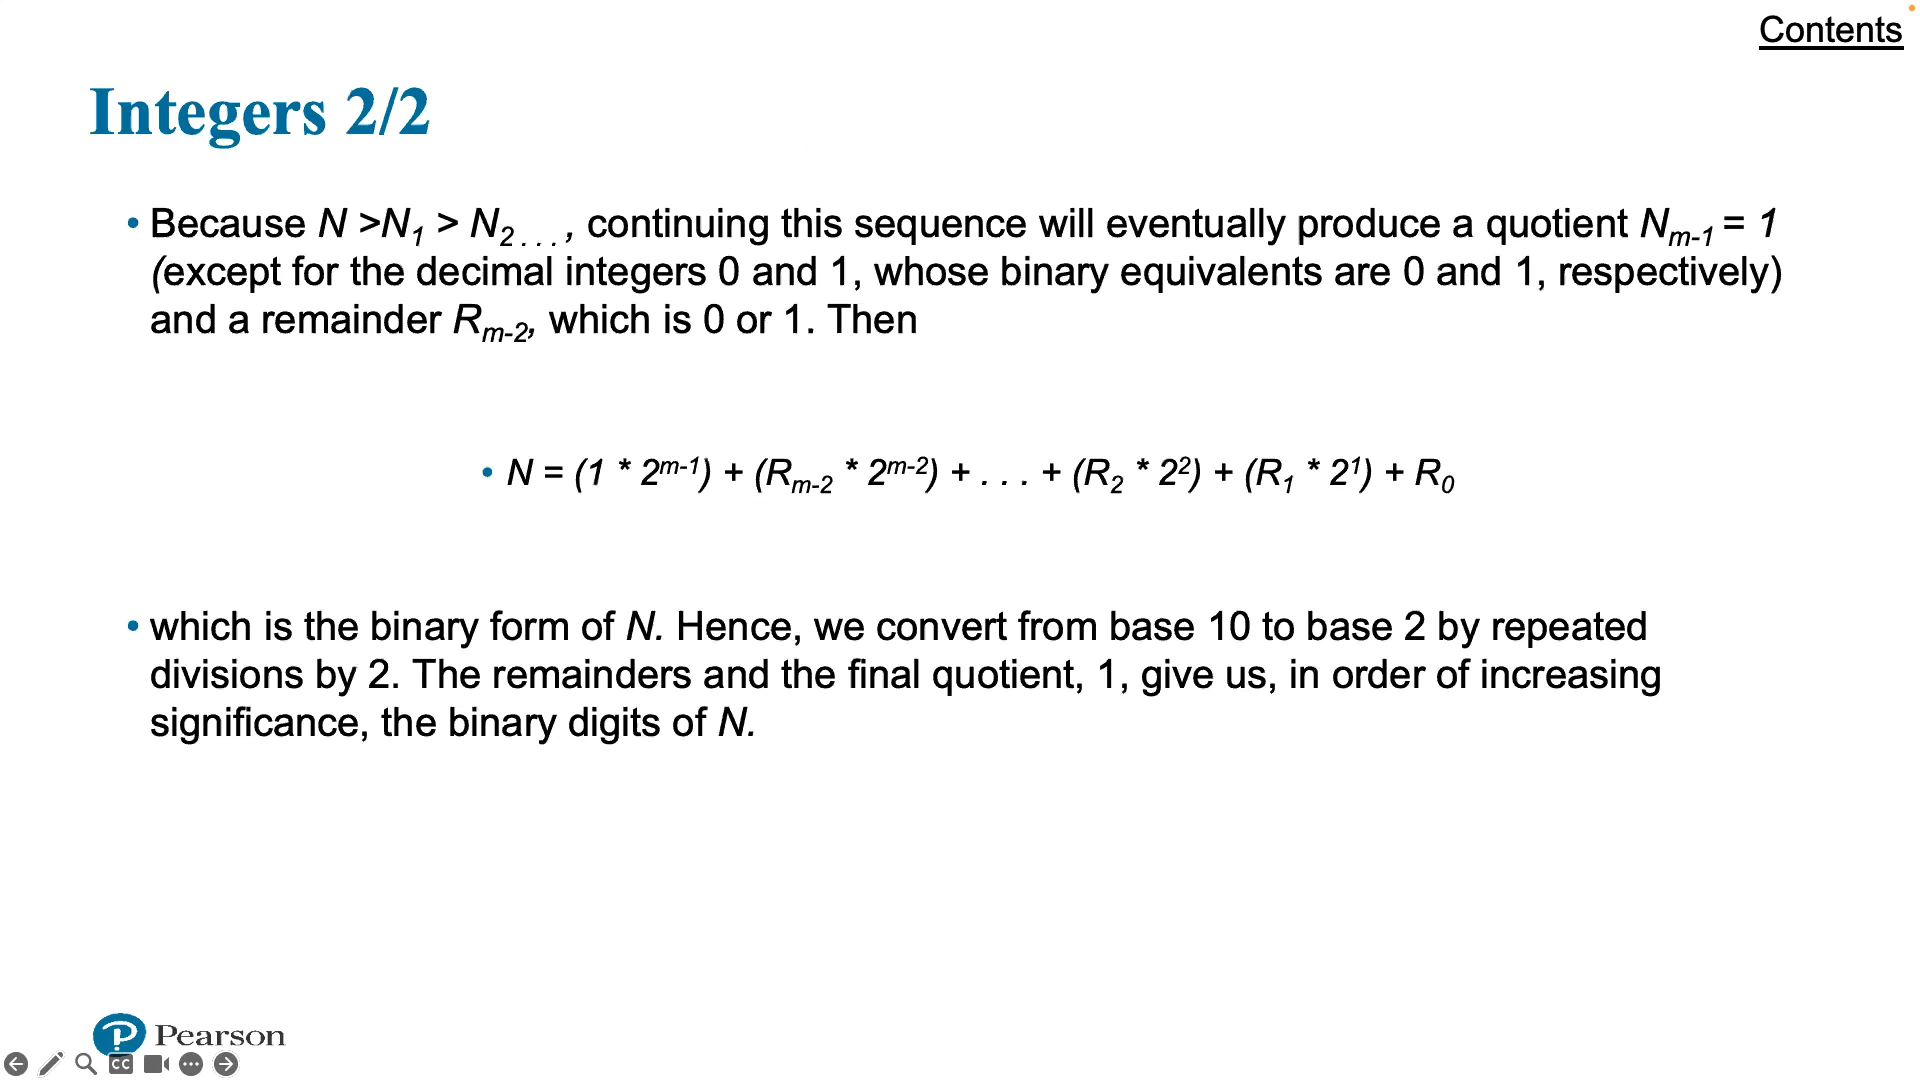 Contents
Integers 2/2
• Because N >N₁ > N₂ . . . , continuing this sequence will eventually produce a quotient Nₘ₋₁ = 1
(except for the decimal integers 0 and 1, whose binary equivalents are 0 and 1, respectively)
and a remainder Rₘ₋₂, which is 0 or 1. Then
• N = (1 * 2ᵐ⁻¹) + (Rₘ₋₂ * 2ᵐ⁻²) + . . . + (R₂ * 2²) + (R₁ * 2¹) + R₀
• which is the binary form of N. Hence, we convert from base 10 to base 2 by repeated
divisions by 2. The remainders and the final quotient, 1, give us, in order of increasing
significance, the binary digits of N.
P Pearson
CC